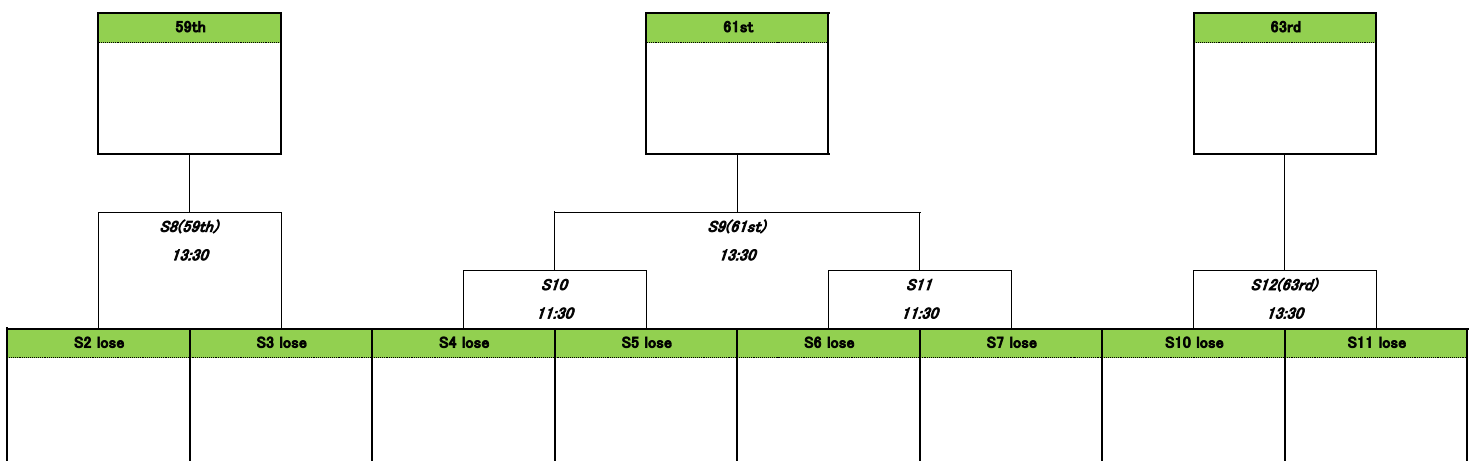 59th
61st
63rd
S8(59th)
13:30
S9(61st)
13:30
S10
11:30
S11
11:30
S12(63rd)
13:30
S2 lose
S3 lose
S4 lose
S5 lose
S6 lose
S7 lose
S10 lose
S11 lose